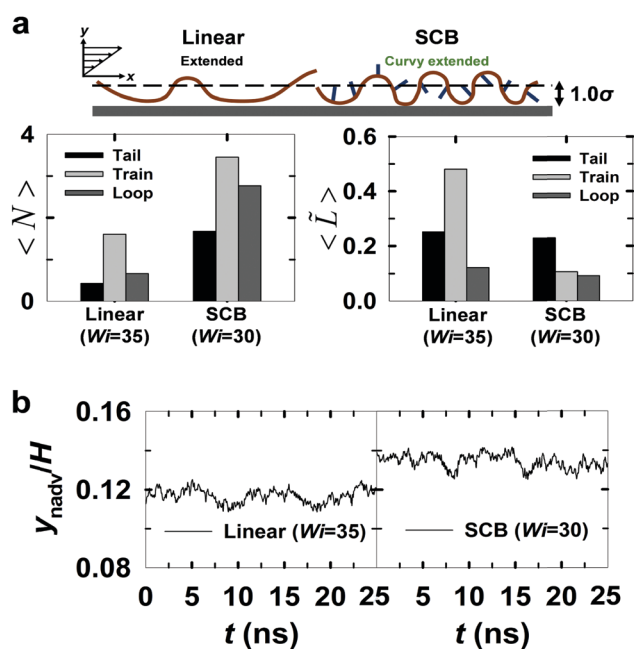 a
y
x
Linear
Extended
SCB
Curvy extended
1.0σ
4
2
0
< N >
Tail
Train
Loop
Linear
(Wi=35)
SCB
(Wi=30)
0.6
0.4
0.2
0.0
< L̃ >
Tail
Train
Loop
Linear
(Wi=35)
SCB
(Wi=30)
b
0.16
0.12
0.08
y_nadv/H
Linear (Wi=35)
SCB (Wi=30)
0 5 10 15 20 25 5 10 15 20 25
t (ns)
t (ns)